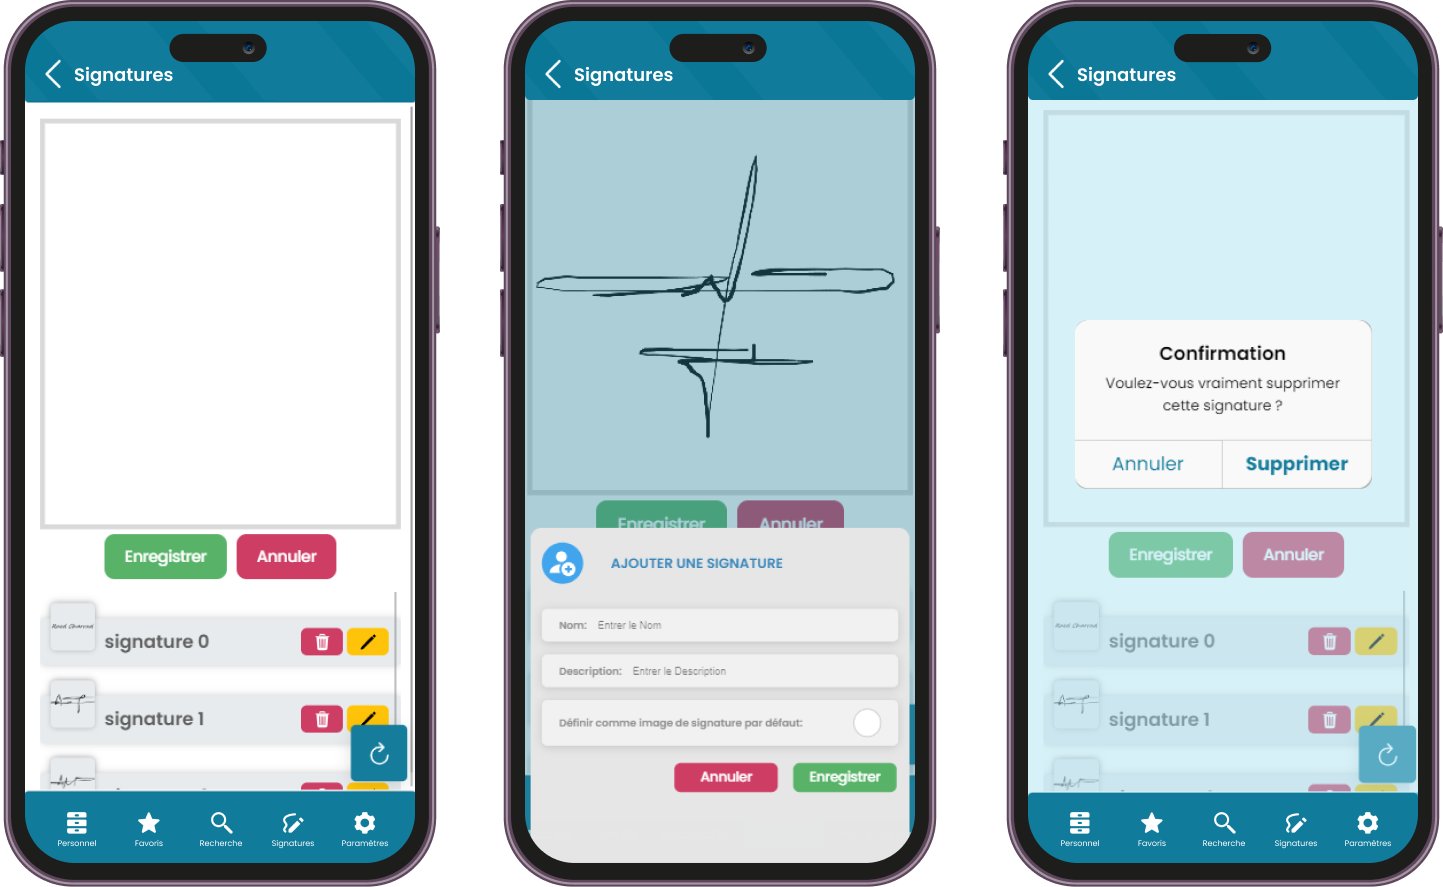 Signatures
Enregistrer
Annuler
signature 0
signature 1
Personnel
Favoris
Recherche
Signatures
Paramètres
Signatures
Enregistrer
Annuler
AJOUTER UNE SIGNATURE
Nom: Entrer le Nom
Description: Entrer le Description
Définir comme image de signature par défaut:
Annuler
Enregistrer
Signatures
Confirmation
Voulez-vous vraiment supprimer
cette signature ?
Annuler
Supprimer
Enregistrer
Annuler
signature 0
signature 1
Personnel
Favoris
Recherche
Signatures
Paramètres